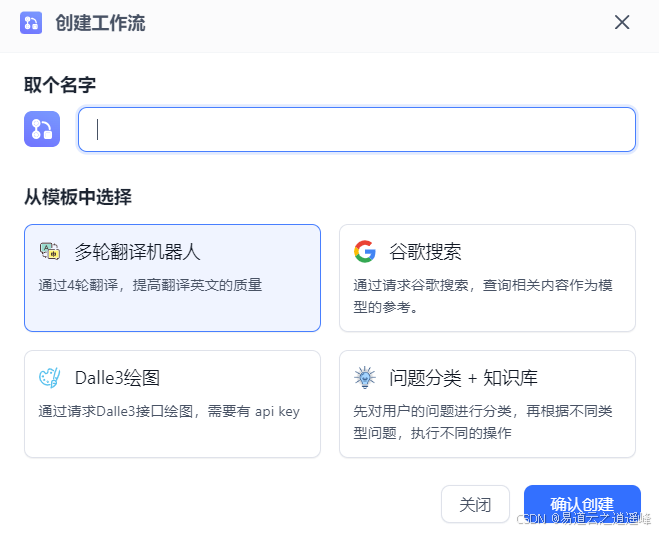 创建工作流
取个名字
从模板中选择
多轮翻译机器人
通过4轮翻译，提高翻译英文的质量
谷歌搜索
通过请求谷歌搜索，查询相关内容作为模
型的参考。
Dalle3绘图
通过请求Dalle3接口绘图，需要有 api key
问题分类 + 知识库
先对用户的问题进行分类，再根据不同类
型问题，执行不同的操作
关闭
确认创建
CSDN @易道云之逍遥峰